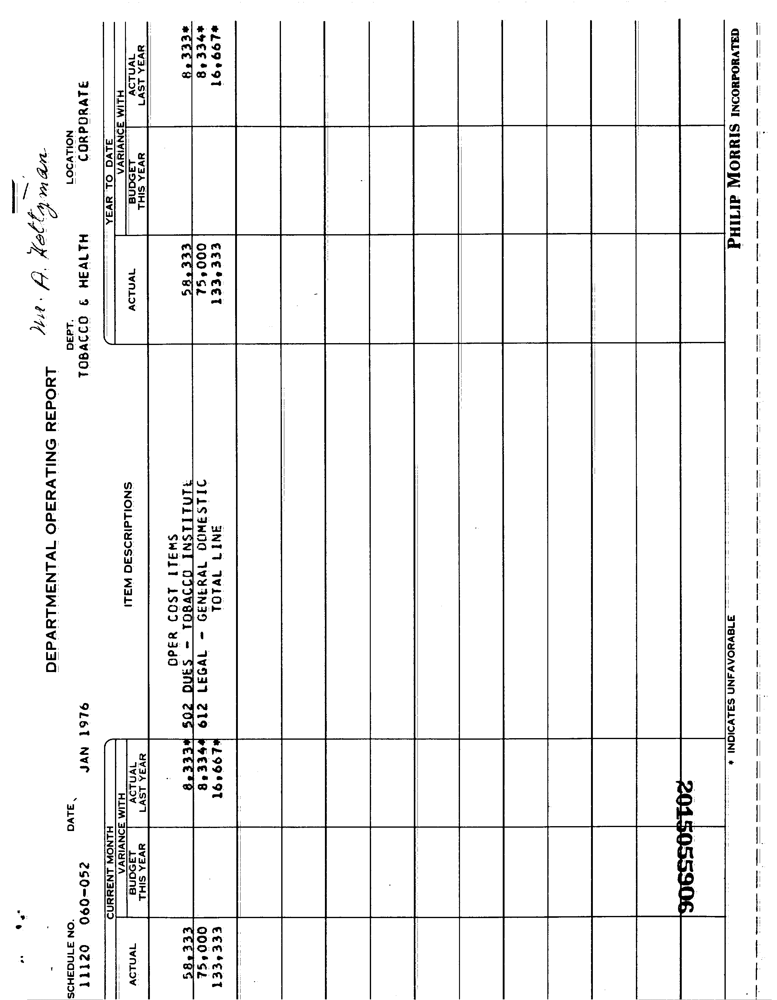 DEPARTMENTAL OPERATING REPORT
Mr. A. Holtzman
SCHEDULE NO. DATE DEPT. LOCATION
11120 060-052 JAN 1976 TOBACCO & HEALTH CORPORATE
CURRENT MONTH YEAR TO DATE
ACTUAL VARIANCE WITH ITEM DESCRIPTIONS ACTUAL VARIANCE WITH
BUDGET THIS YEAR ACTUAL LAST YEAR BUDGET THIS YEAR ACTUAL LAST YEAR
OPER COST ITEMS
58,333 8,333* 502 DUES - TOBACCO INSTITUTE 58,333 8,333*
75,000 8,334* 612 LEGAL - GENERAL DOMESTIC 75,000 8,334*
133,333 16,667* TOTAL LINE 133,333 16,667*
2015055906
* INDICATES UNFAVORABLE PHILIP MORRIS INCORPORATED